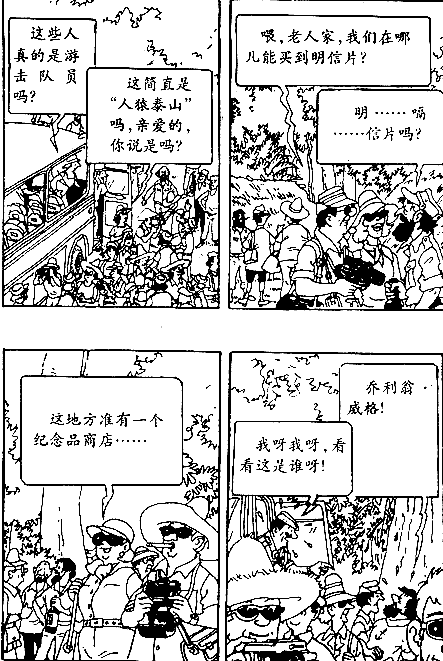 这些人
真的是游
击队员
吗?
这简直是
“人猿泰山”
吗,亲爱的,
你说是吗?
喂,老人家,我们在哪
儿能买到明信片?
明……嗝
……信片吗?
这地方准有一个
纪念品商店……
乔利翁·
威格!
我呀我呀,看
看这是谁呀!